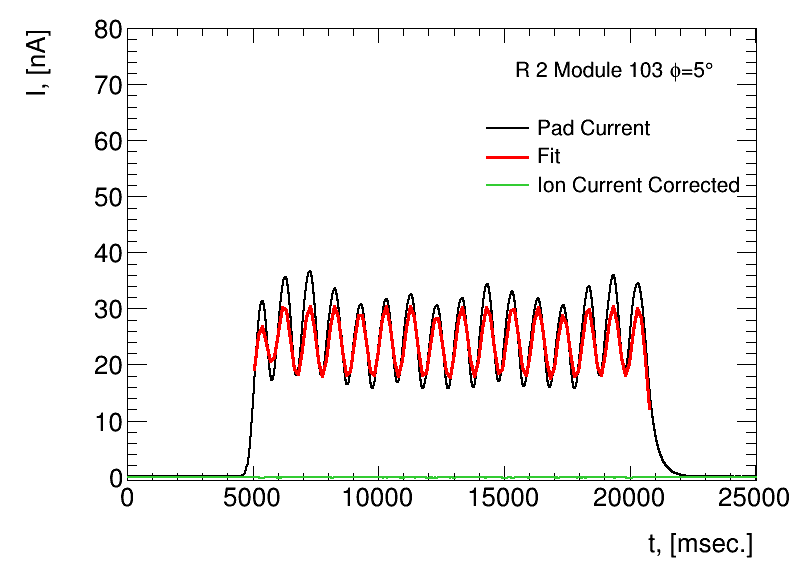 I, [nA]
80
70
60
50
40
30
20
10
0
R 2 Module 103 ϕ=5°
Pad Current
Fit
Ion Current Corrected
0 5000 10000 15000 20000 25000
t, [msec.]